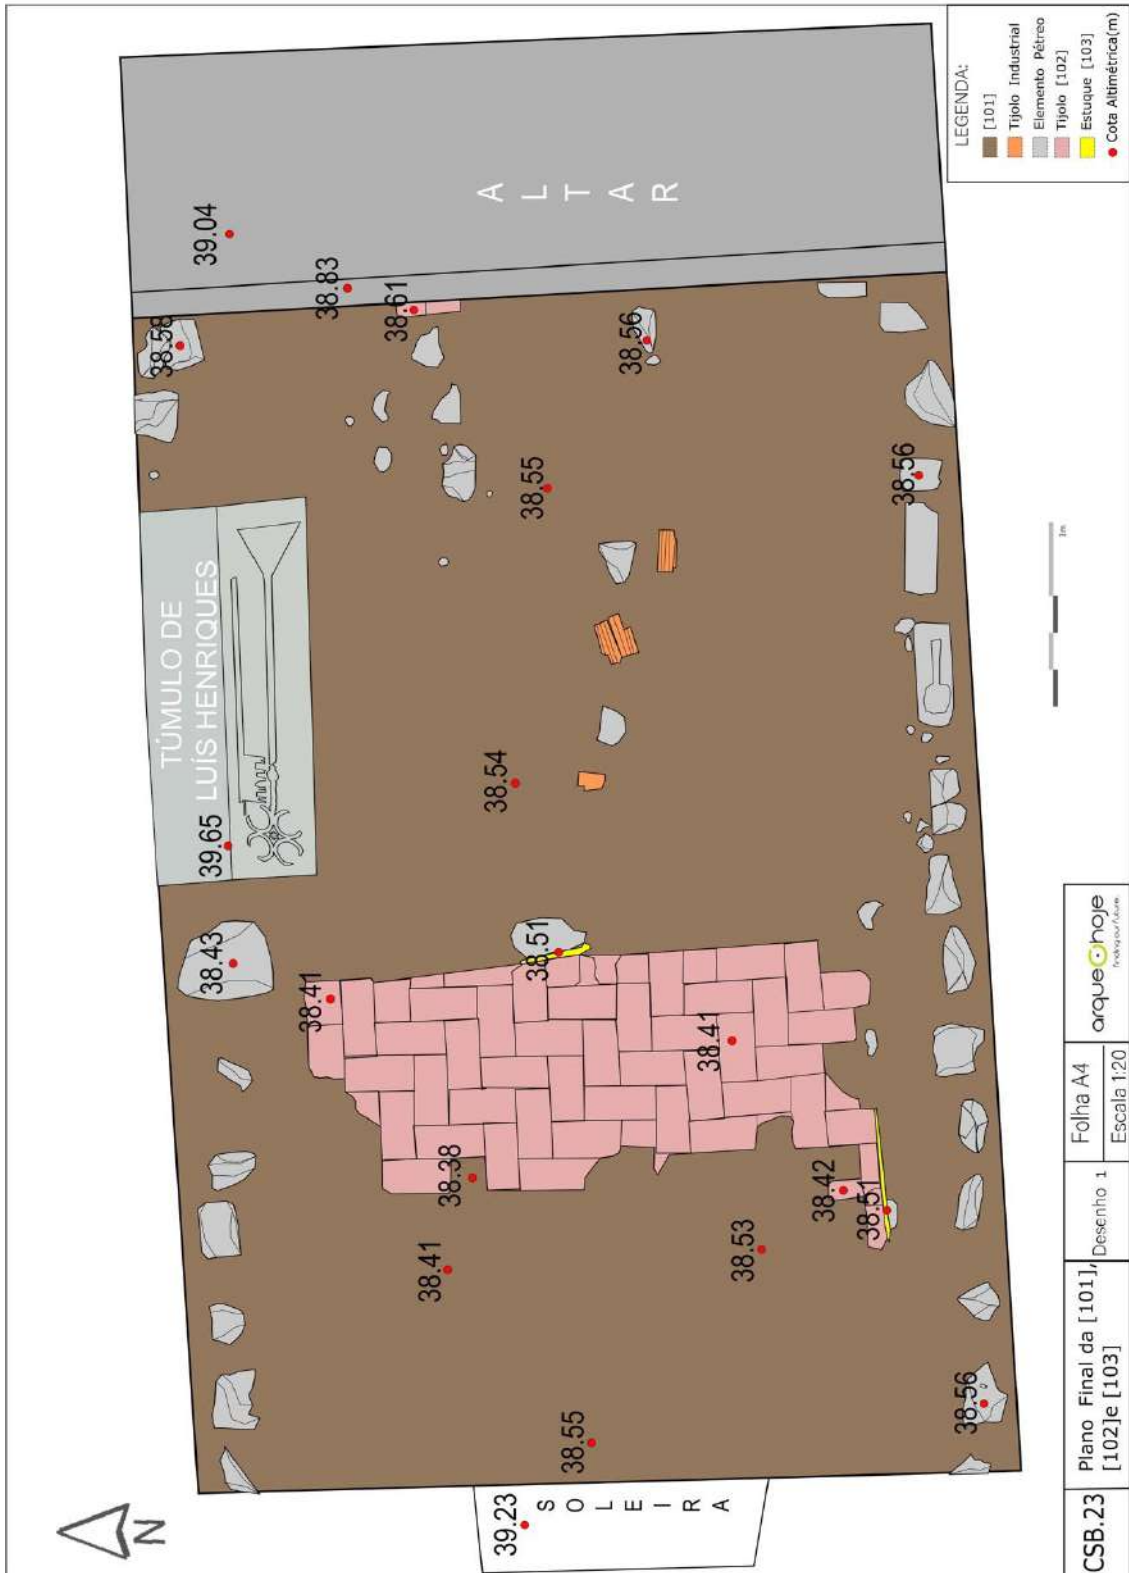 LEGENDA:
[101]
Tijolo Industrial
Elemento Pétreo
Tijolo [102]
Estuque [103]
Cota Altimétrica(m)
ALTAR
39.04
38.83
38.61
38.58
38.56
38.55
38.56
TÚMULO DE
LUÍS HENRIQUES
39.65
38.54
38.43
38.41
38.51
38.41
38.38
38.42
38.51
38.41
38.53
38.55
38.56
SOLEIRA
39.23
N
1m
CSB.23
Plano Final da [101],
[102]e [103]
Desenho 1
Folha A4
Escala 1:20
arqueohoje
finding our future